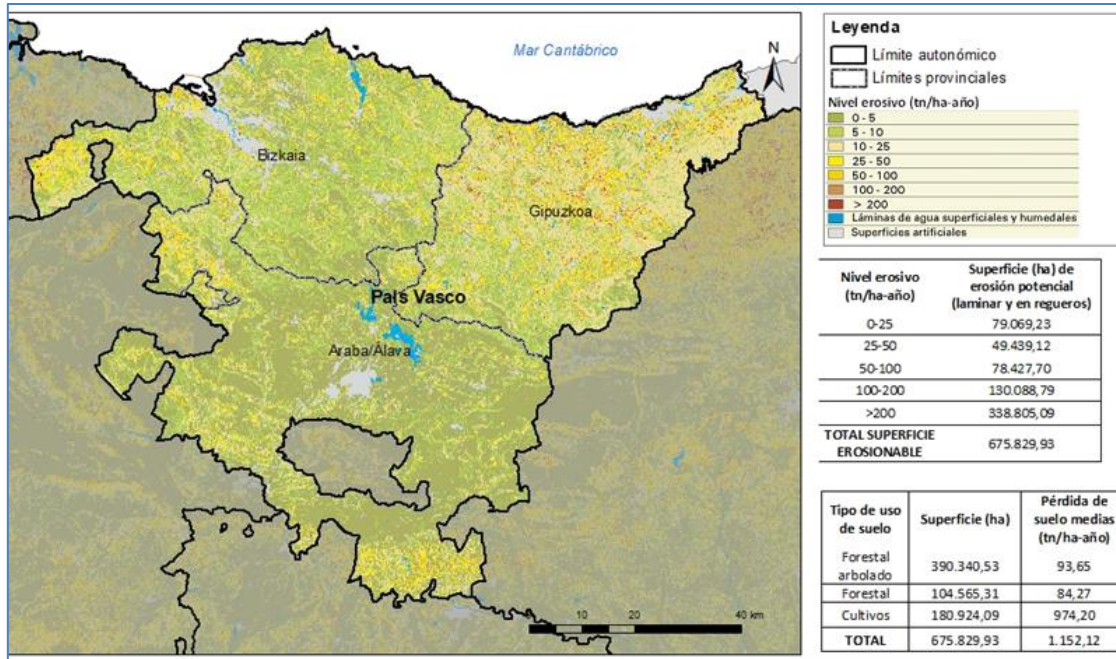 Mar Cantábrico
N
Bizkaia
Gipuzkoa
País Vasco
Araba/Álava
10 20 40 km
Leyenda
Límite autonómico
Límites provinciales
Nivel erosivo (tn/ha-año)
0 - 5
5 - 10
10 - 25
25 - 50
50 - 100
100 - 200
> 200
Láminas de agua superficiales y humedales
Superficies artificiales
Nivel erosivo (tn/ha-año) Superficie (ha) de erosión potencial (laminar y en regueros)
0-25 79.069,23
25-50 49.439,12
50-100 78.427,70
100-200 130.088,79
>200 338.805,09
TOTAL SUPERFICIE EROSIONABLE 675.829,93
Tipo de uso de suelo Superficie (ha) Pérdida de suelo medias (tn/ha-año)
Forestal arbolado 390.340,53 93,65
Forestal 104.565,31 84,27
Cultivos 180.924,09 974,20
TOTAL 675.829,93 1.152,12